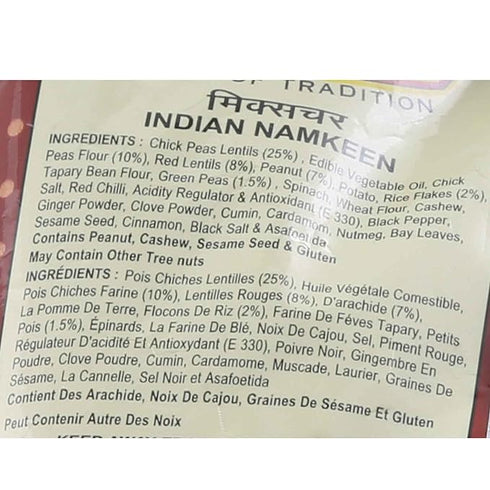 OF TRADITION
मिक्सचर
INDIAN NAMKEEN
INGREDIENTS : Chick Peas Lentils (25%) , Edible Vegetable Oil, Chick
Peas Flour (10%), Red Lentils (8%), Peanut (7%), Potato, Rice Flakes (2%),
Tapary Bean Flour, Green Peas (1.5%) , Spinach, Wheat Flour, Cashew,
Salt, Red Chilli, Acidity Regulator & Antioxidant (E 330), Black Pepper,
Ginger Powder, Clove Powder, Cumin, Cardamom, Nutmeg, Bay Leaves,
Sesame Seed, Cinnamon, Black Salt & Asafoetida
Contains Peanut, Cashew, Sesame Seed & Gluten
May Contain Other Tree nuts
INGRÉDIENTS : Pois Chiches Lentilles (25%), Huile Végétale Comestible,
Pois Chiches Farine (10%), Lentilles Rouges (8%), D'arachide (7%),
La Pomme De Terre, Flocons De Riz (2%), Farine De Féves Tapary, Petits
Pois (1.5%), Épinards, La Farine De Blé, Noix De Cajou, Sel, Piment Rouge,
Régulateur D'acidité Et Antioxydant (E 330), Poivre Noir, Gingembre En
Poudre, Clove Poudre, Cumin, Cardamome, Muscade, Laurier, Graines De
Sésame, La Cannelle, Sel Noir et Asafoetida
Contient Des Arachide, Noix De Cajou, Graines De Sésame Et Gluten
Peut Contenir Autre Des Noix